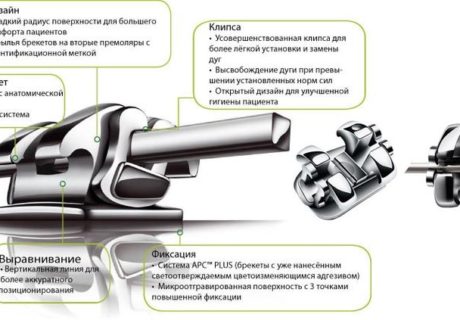 зайн
адкий радиус поверхности для большего
форта пациентов
рылья брекетов на вторые премоляры с
нтификационной меткой
Клипса
• Усовершенствованная клипса для
более лёгкой установки и замены
дуг
• Высвобождение дуги при превы-
шении установленных норм сил
• Открытый дизайн для улучшенной
гигиены пациента
ет
с анатомической
система
Выравнивание
• Вертикальная линия для
более аккуратного
позиционирования
Фиксация
• Система APC™ PLUS (брекеты с уже нанесённым
светоотверждаемым цветоизменяющимся адгезивом)
• Микроотравированная поверхность с 3 точками
повышенной фиксации